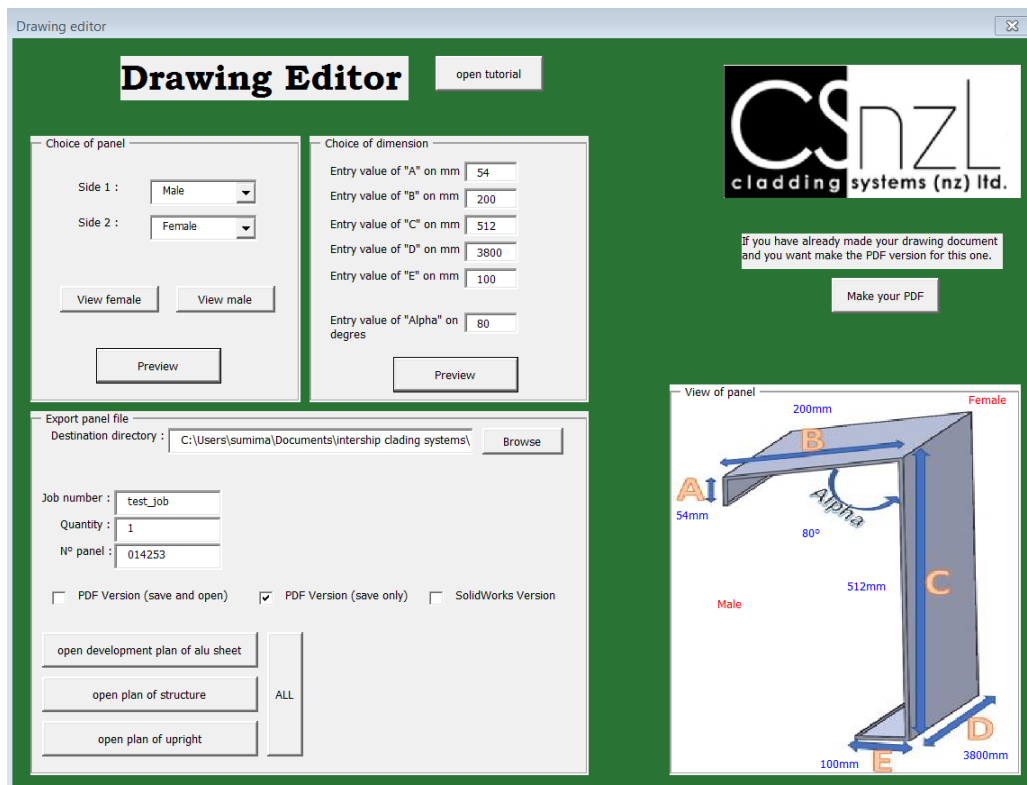 Drawing editor
Drawing Editor
open tutorial
CSnzL
cladding systems (nz) ltd.
Choice of panel
Side 1 :
Male
Side 2 :
Female
View female
View male
Preview
Choice of dimension
Entry value of "A" on mm
54
Entry value of "B" on mm
200
Entry value of "C" on mm
512
Entry value of "D" on mm
3800
Entry value of "E" on mm
100
Entry value of "Alpha" on
degres
80
Preview
If you have already made your drawing document
and you want make the PDF version for this one.
Make your PDF
Export panel file
Destination directory :
C:\Users\sumima\Documents\intership clading systems\
Browse
Job number :
test_job
Quantity :
1
N° panel :
014253
PDF Version (save and open)
PDF Version (save only)
SolidWorks Version
open development plan of alu sheet
open plan of structure
open plan of upright
ALL
View of panel
Female
200mm
B
A
54mm
Alpha
80°
512mm
C
Male
D
3800mm
100mm
E